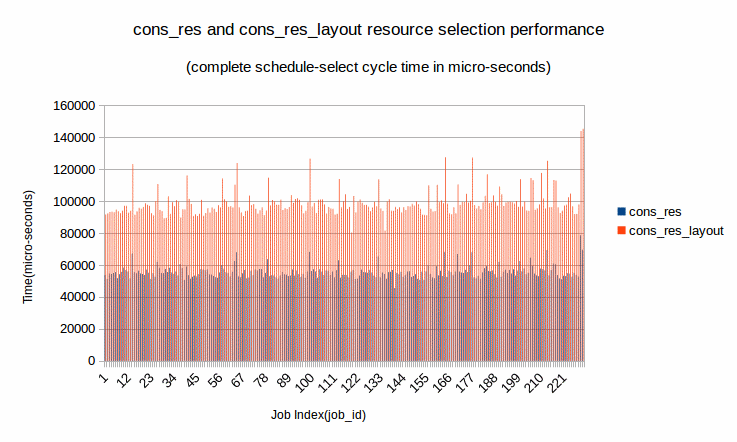 cons_res and cons_res_layout resource selection performance
(complete schedule-select cycle time in micro-seconds)
160000
140000
120000
100000
80000
60000
40000
20000
0
Time(micro-seconds)
1 12 23 34 45 56 67 78 89 100 111 122 133 144 155 166 177 188 199 210 221
Job Index(job_id)
cons_res
cons_res_layout